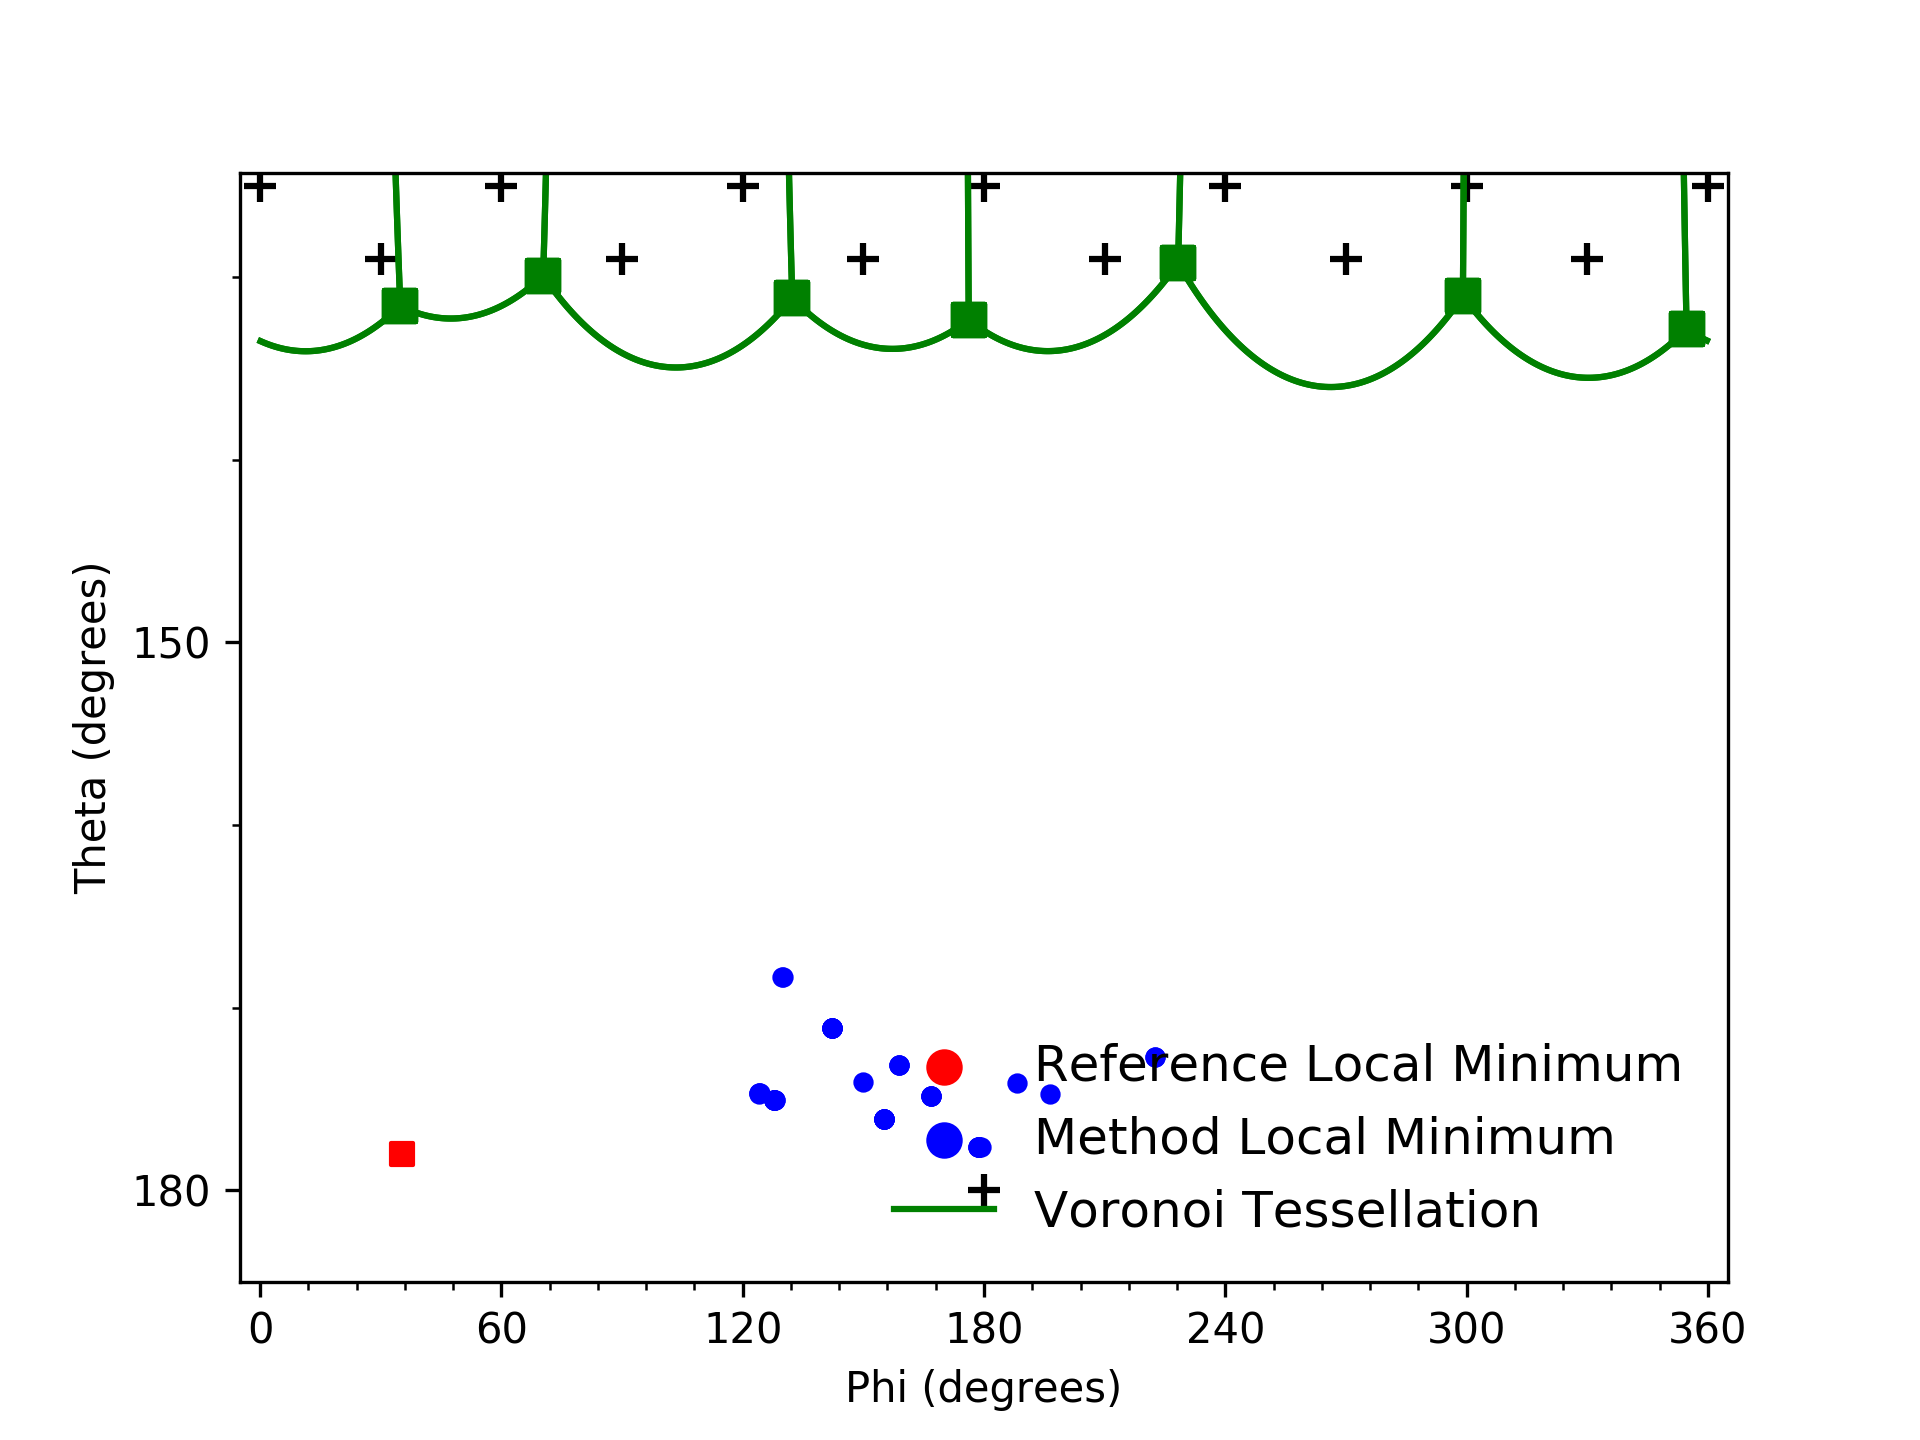 150
180
Theta (degrees)
Reference Local Minimum
Method Local Minimum
Voronoi Tessellation
0 60 120 180 240 300 360
Phi (degrees)